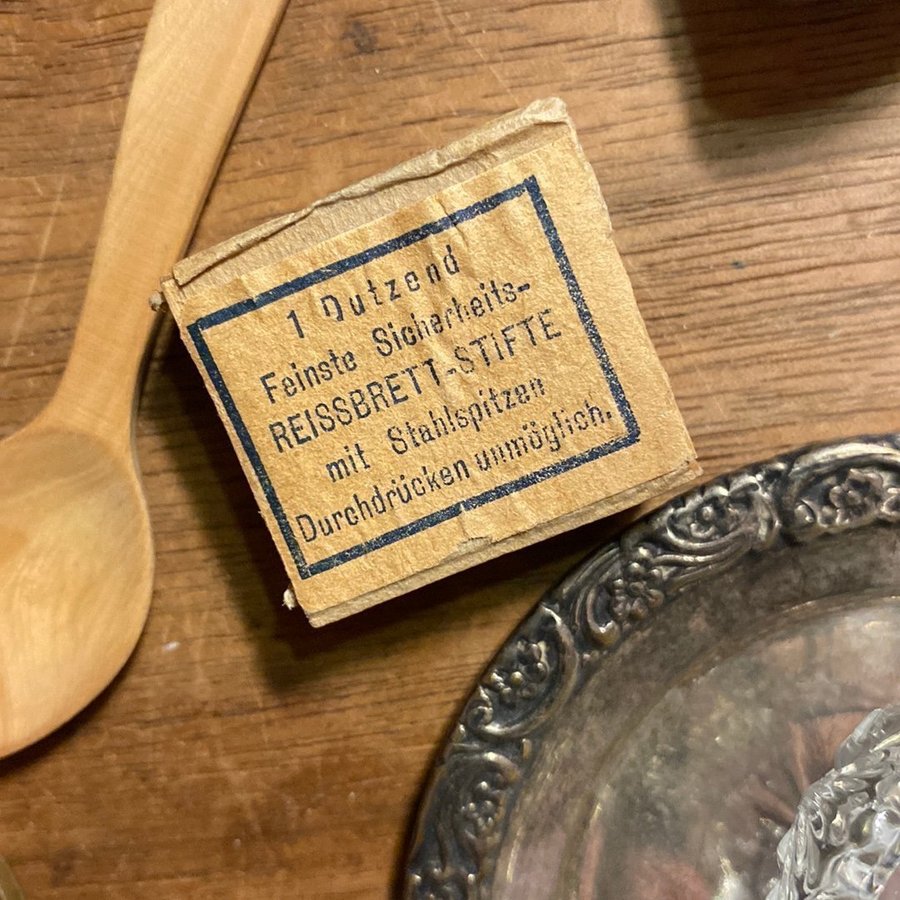 1 Dutzend
Feinste Sicherheits-
REISSBRETT-STIFTE
mit Stahlspitzen
Durchdrücken unmöglich.